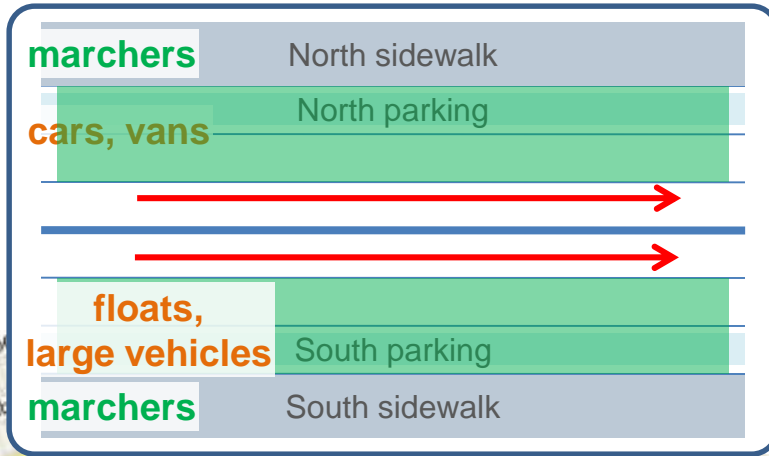 marchers North sidewalk
North parking
cars, vans
floats,
large vehicles South parking
marchers South sidewalk